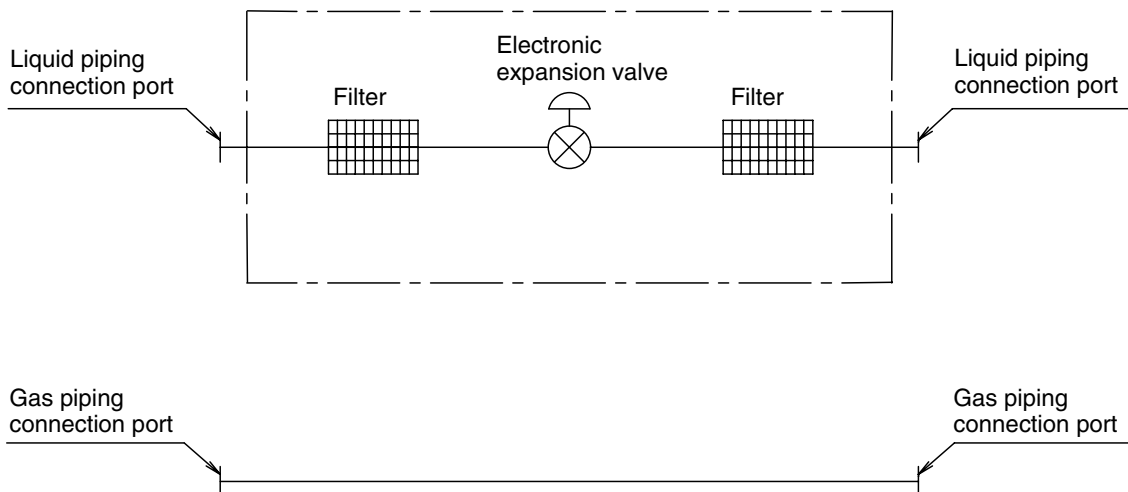 Liquid piping
connection port
Filter
Electronic
expansion valve
Filter
Liquid piping
connection port
Gas piping
connection port
Gas piping
connection port